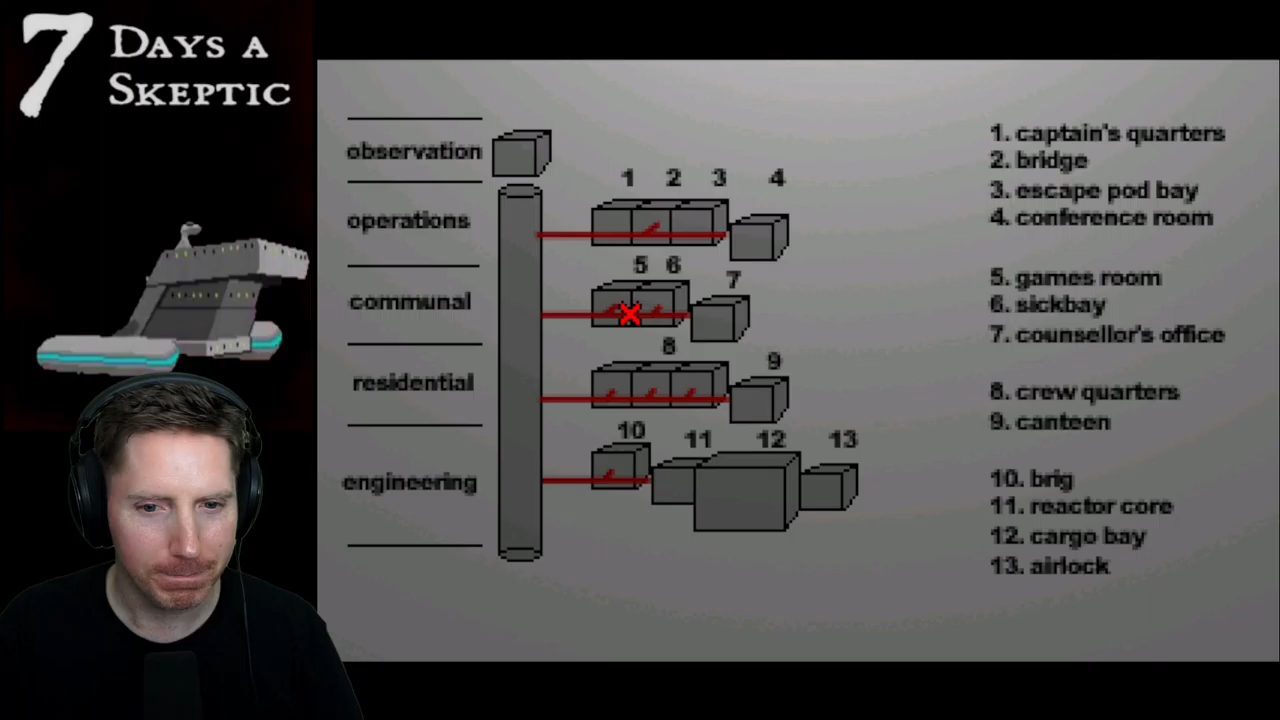 7 DAYS A
SKEPTIC
observation
operations
communal
residential
engineering
1 2 3 4
5 6 7
8 9
10 11 12 13
1. captain's quarters
2. bridge
3. escape pod bay
4. conference room
5. games room
6. sickbay
7. counsellor's office
8. crew quarters
9. canteen
10. brig
11. reactor core
12. cargo bay
13. airlock